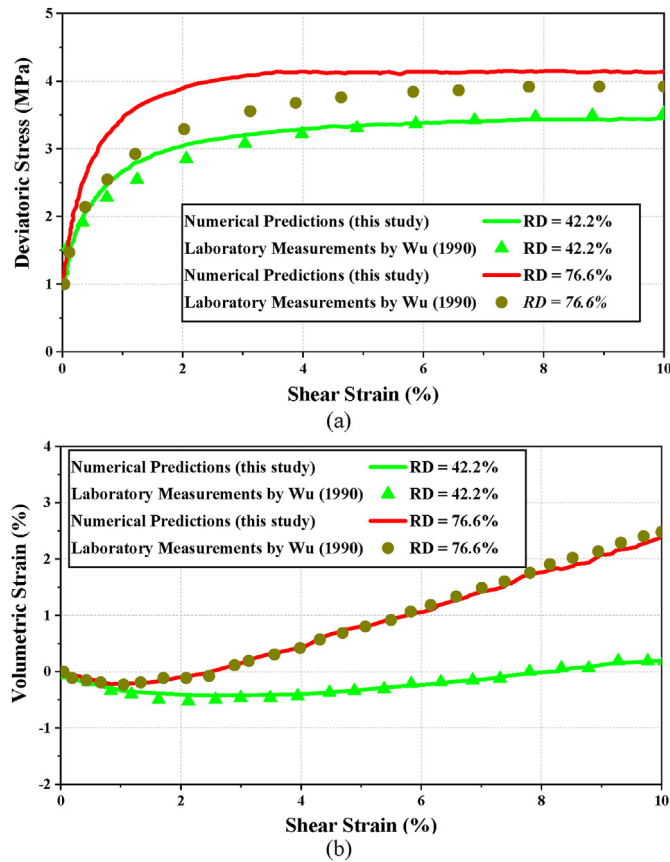 (a)
5
4
3
2
1
0
Deviatoric Stress (MPa)
Numerical Predictions (this study) RD = 42.2%
Laboratory Measurements by Wu (1990) RD = 42.2%
Numerical Predictions (this study) RD = 76.6%
Laboratory Measurements by Wu (1990) RD = 76.6%
0 2 4 6 8 10
Shear Strain (%)
(a)
4
3
2
1
0
-1
-2
Volumetric Strain (%)
Numerical Predictions (this study) RD = 42.2%
Laboratory Measurements by Wu (1990) RD = 42.2%
Numerical Predictions (this study) RD = 76.6%
Laboratory Measurements by Wu (1990) RD = 76.6%
0 2 4 6 8 10
Shear Strain (%)
(b)